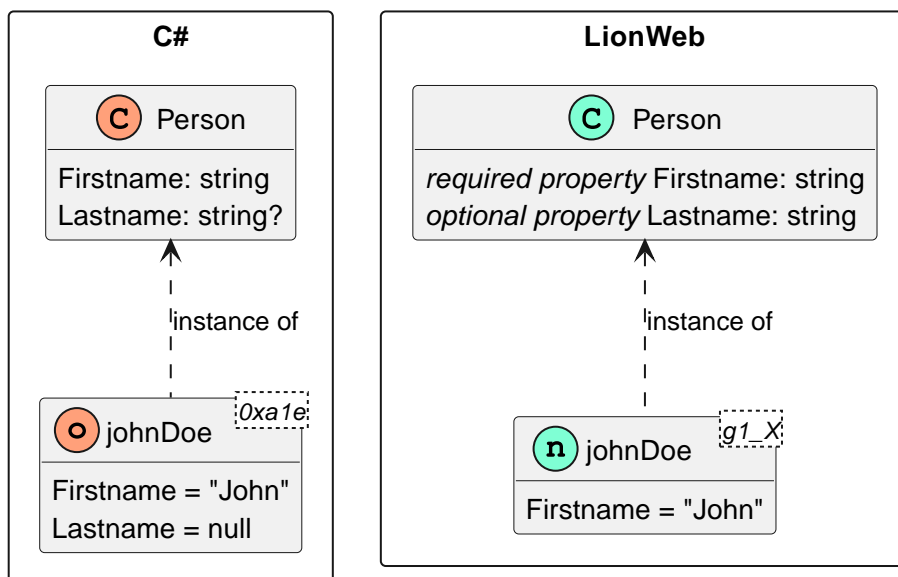 C#
C Person
Firstname: string
Lastname: string?
instance of
0xa1e
o johnDoe
Firstname = "John"
Lastname = null
LionWeb
C Person
required property Firstname: string
optional property Lastname: string
instance of
g1_X
n johnDoe
Firstname = "John"